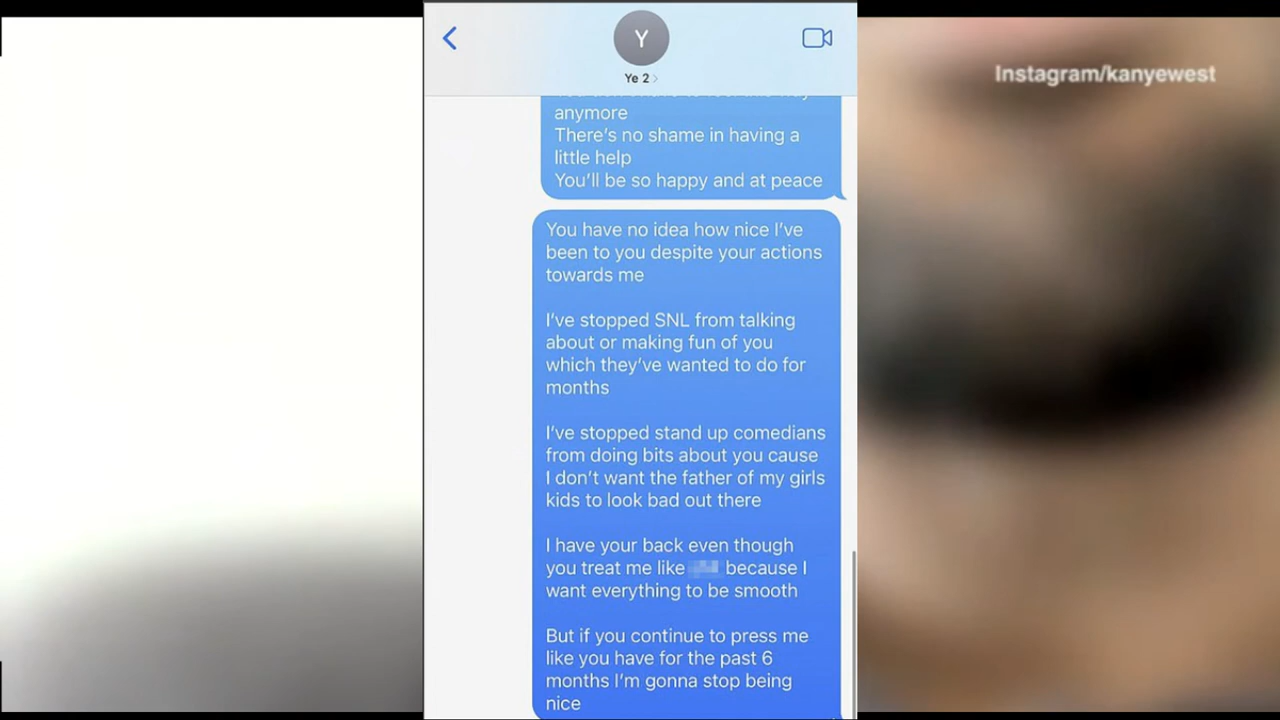 Y
Ye 2
Instagram/kanyewest
anymore
There's no shame in having a
little help
You'll be so happy and at peace
You have no idea how nice I've
been to you despite your actions
towards me
I've stopped SNL from talking
about or making fun of you
which they've wanted to do for
months
I've stopped stand up comedians
from doing bits about you cause
I don't want the father of my girls
kids to look bad out there
I have your back even though
you treat me like because I
want everything to be smooth
But if you continue to press me
like you have for the past 6
months I'm gonna stop being
nice